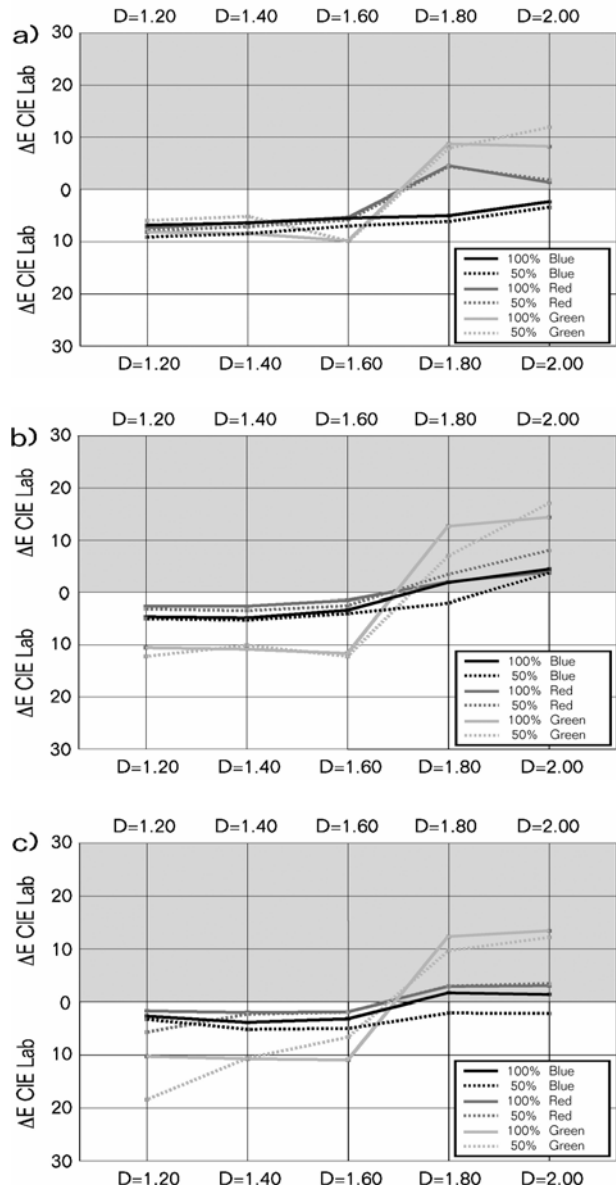 a)
D=1.20 D=1.40 D=1.60 D=1.80 D=2.00
30
20
10
0
10
20
30
ΔE CIE Lab
ΔE CIE Lab
100% Blue
50% Blue
100% Red
50% Red
100% Green
50% Green
D=1.20 D=1.40 D=1.60 D=1.80 D=2.00
b)
D=1.20 D=1.40 D=1.60 D=1.80 D=2.00
30
20
10
0
10
20
30
ΔE CIE Lab
ΔE CIE Lab
100% Blue
50% Blue
100% Red
50% Red
100% Green
50% Green
D=1.20 D=1.40 D=1.60 D=1.80 D=2.00
c)
D=1.20 D=1.40 D=1.60 D=1.80 D=2.00
30
20
10
0
10
20
30
ΔE CIE Lab
ΔE CIE Lab
100% Blue
50% Blue
100% Red
50% Red
100% Green
50% Green
D=1.20 D=1.40 D=1.60 D=1.80 D=2.00